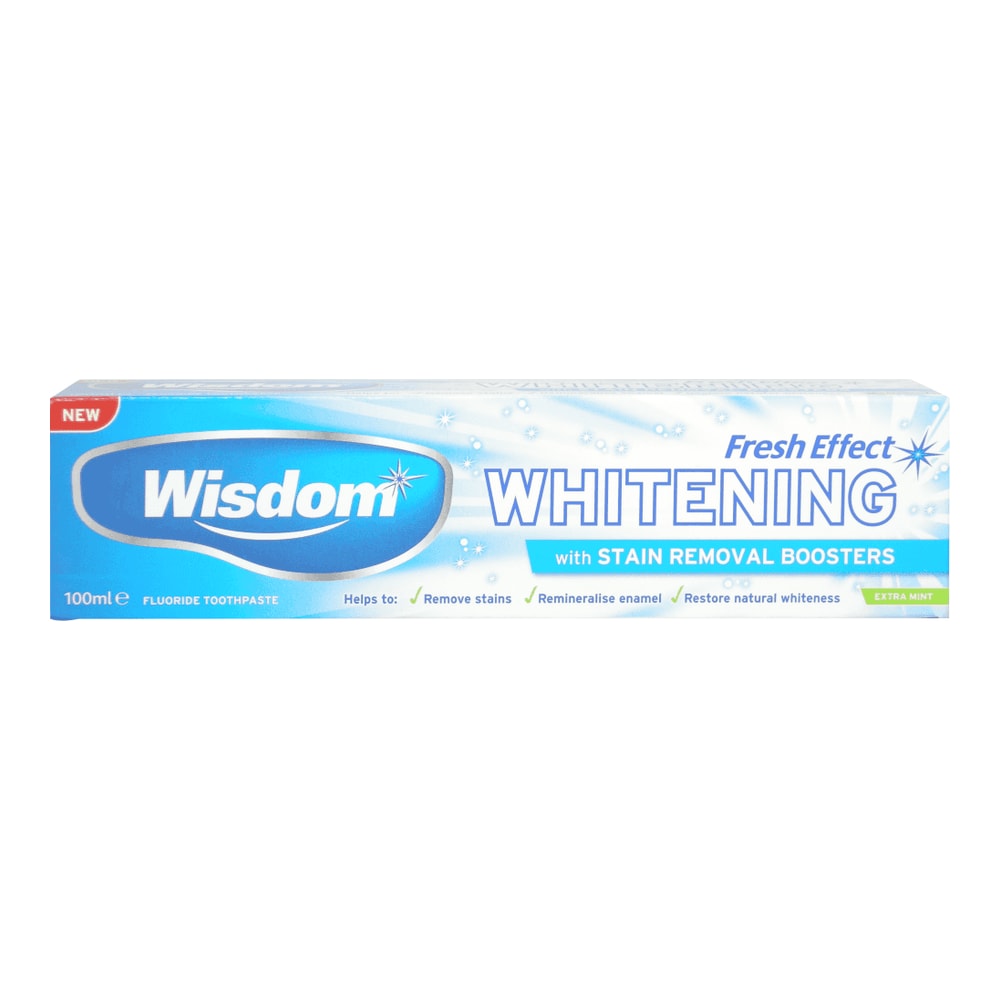 NEW
Wisdom
Fresh Effect
WHITENING
with STAIN REMOVAL BOOSTERS
100ml e FLUORIDE TOOTHPASTE
Helps to: ✓ Remove stains ✓ Remineralise enamel ✓ Restore natural whiteness
EXTRA MINT